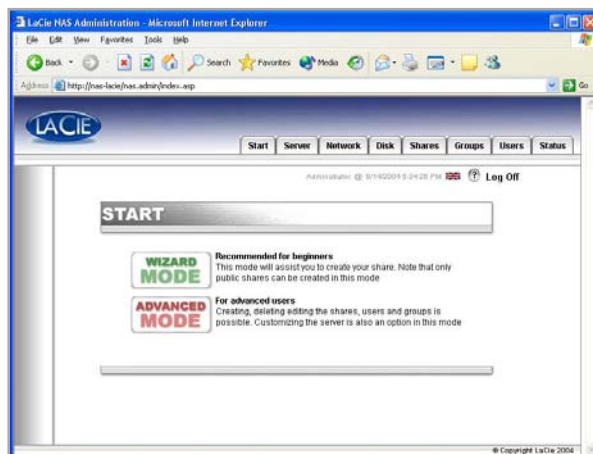 LaCie NAS Administration - Microsoft Internet Explorer
File Edit View Favorites Tools Help
Back Search Favorites Media
Address http://nas-lacie/nas.admin/index.asp Go
LACIE
Start Server Network Disk Shares Groups Users Status
Administrator @ PM Log Off
START
WIZARD MODE
Recommended for beginners
This mode will assist you to create your share. Note that only
public shares can be created in this mode
ADVANCED MODE
For advanced users
Creating, deleting editing the shares, users and groups is
possible. Customizing the server is also an option in this mode
© Copyright LaCie 2004